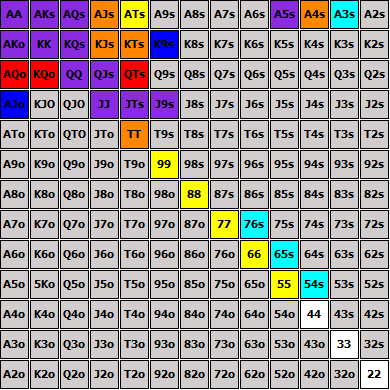 AA AKs AQs AJs ATs A9s A8s A7s A6s A5s A4s A3s A2s
AKo KK KQs KJs KTs K9s K8s K7s K6s K5s K4s K3s K2s
AQo KQo QQ QJs QTs Q9s Q8s Q7s Q6s Q5s Q4s Q3s Q2s
AJo KJO QJO JJ JTs J9s J8s J7s J6s J5s J4s J3s J2s
ATo KTo QTO JTo TT T9s T8s T7s T6s T5s T4s T3s T2s
A9o K9o Q9o J9o T9o 99 98s 97s 96s 95s 94s 93s 92s
A8o K8o Q8o J8o T8o 98o 88 87s 86s 85s 84s 83s 82s
A7o K7o Q7o J7o T7o 97o 87o 77 76s 75s 74s 73s 72s
A6o K6o Q6o J6o T6o 96o 86o 76o 66 65s 64s 63s 62s
A5o 5Ko Q5o J5o T5o 95o 85o 75o 65o 55 54s 53s 52s
A4o K4o Q4o J4o T4o 94o 84o 74o 64o 54o 44 43s 42s
A3o K3o Q3o J3o T3o 93o 83o 73o 63o 53o 43o 33 32s
A2o K2o Q2o J2o T2o 92o 82o 72o 62o 52o 42o 32o 22